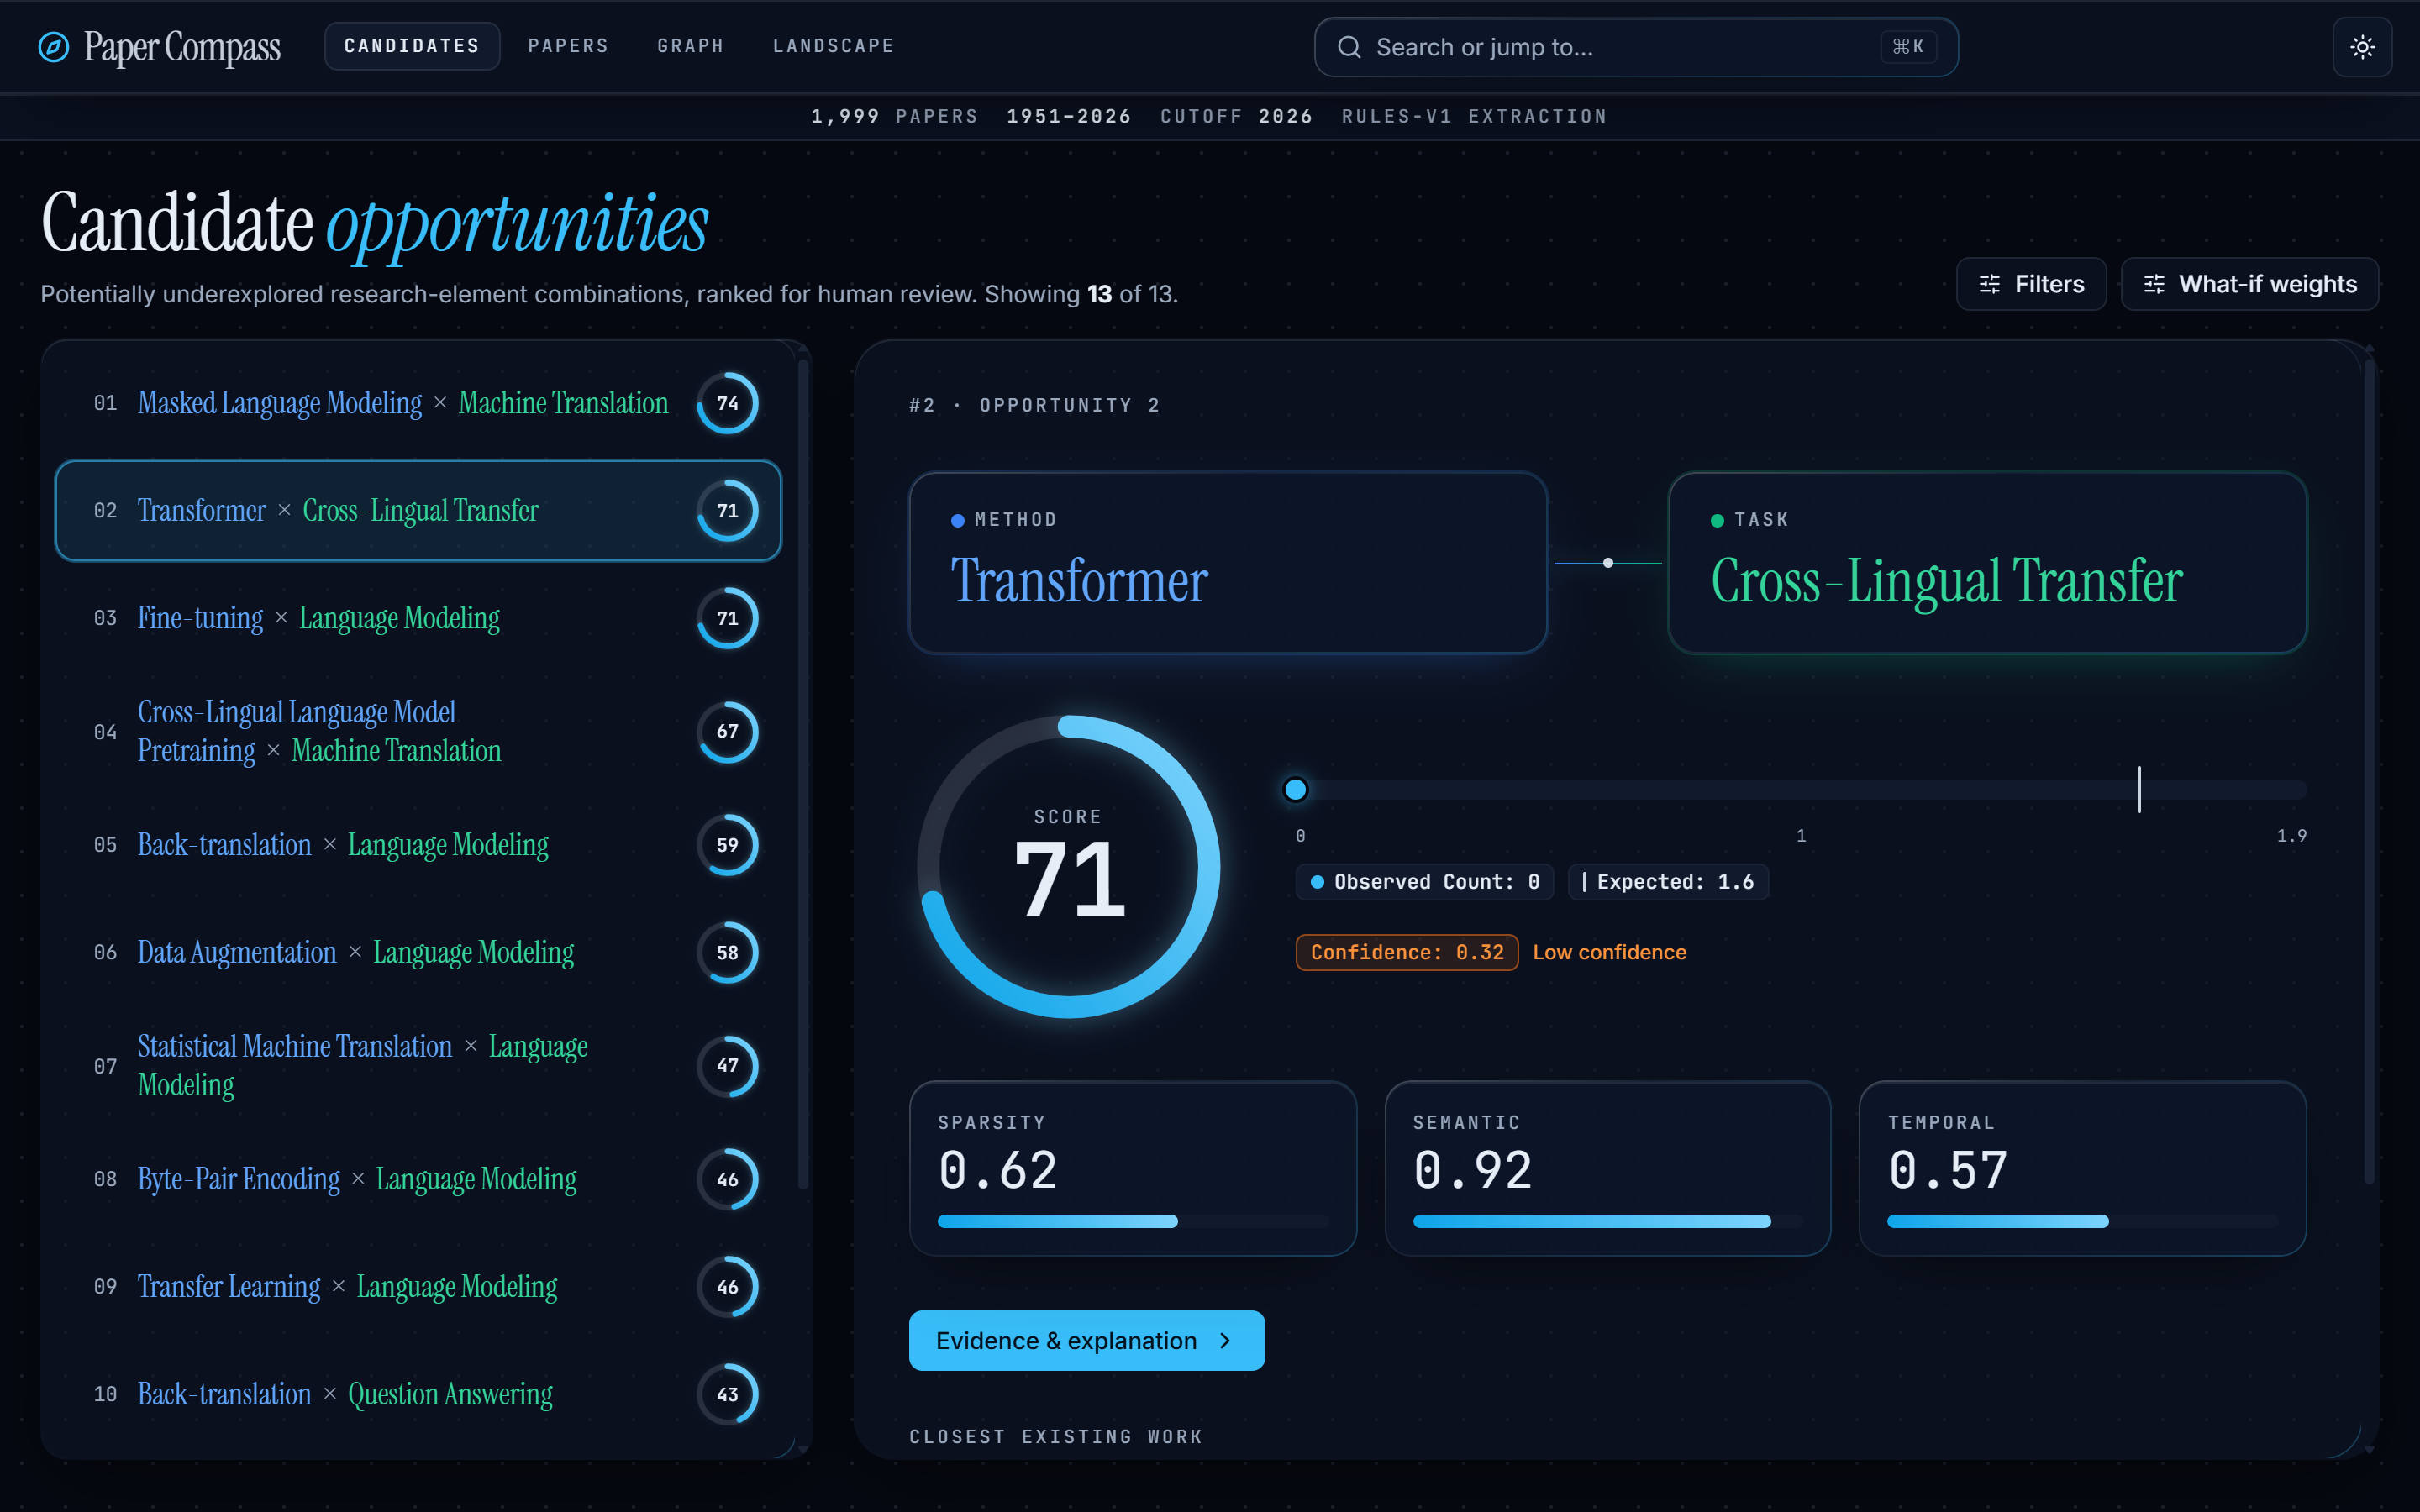 Paper Compass
CANDIDATES
PAPERS
GRAPH
LANDSCAPE
Search or jump to...
⌘K
1,999 PAPERS 1951–2026 CUTOFF 2026 RULES-V1 EXTRACTION
Candidate opportunities
Potentially underexplored research-element combinations, ranked for human review. Showing 13 of 13.
Filters
What-if weights
01 Masked Language Modeling × Machine Translation 74
02 Transformer × Cross-Lingual Transfer 71
03 Fine-tuning × Language Modeling 71
04 Cross-Lingual Language Model
Pretraining × Machine Translation 67
05 Back-translation × Language Modeling 59
06 Data Augmentation × Language Modeling 58
07 Statistical Machine Translation × Language
Modeling 47
08 Byte-Pair Encoding × Language Modeling 46
09 Transfer Learning × Language Modeling 46
10 Back-translation × Question Answering 43
#2 · OPPORTUNITY 2
METHOD
Transformer
TASK
Cross-Lingual Transfer
SCORE
71
0 1 1.9
Observed Count: 0
Expected: 1.6
Confidence: 0.32 Low confidence
SPARSITY
0.62
SEMANTIC
0.92
TEMPORAL
0.57
Evidence & explanation
CLOSEST EXISTING WORK